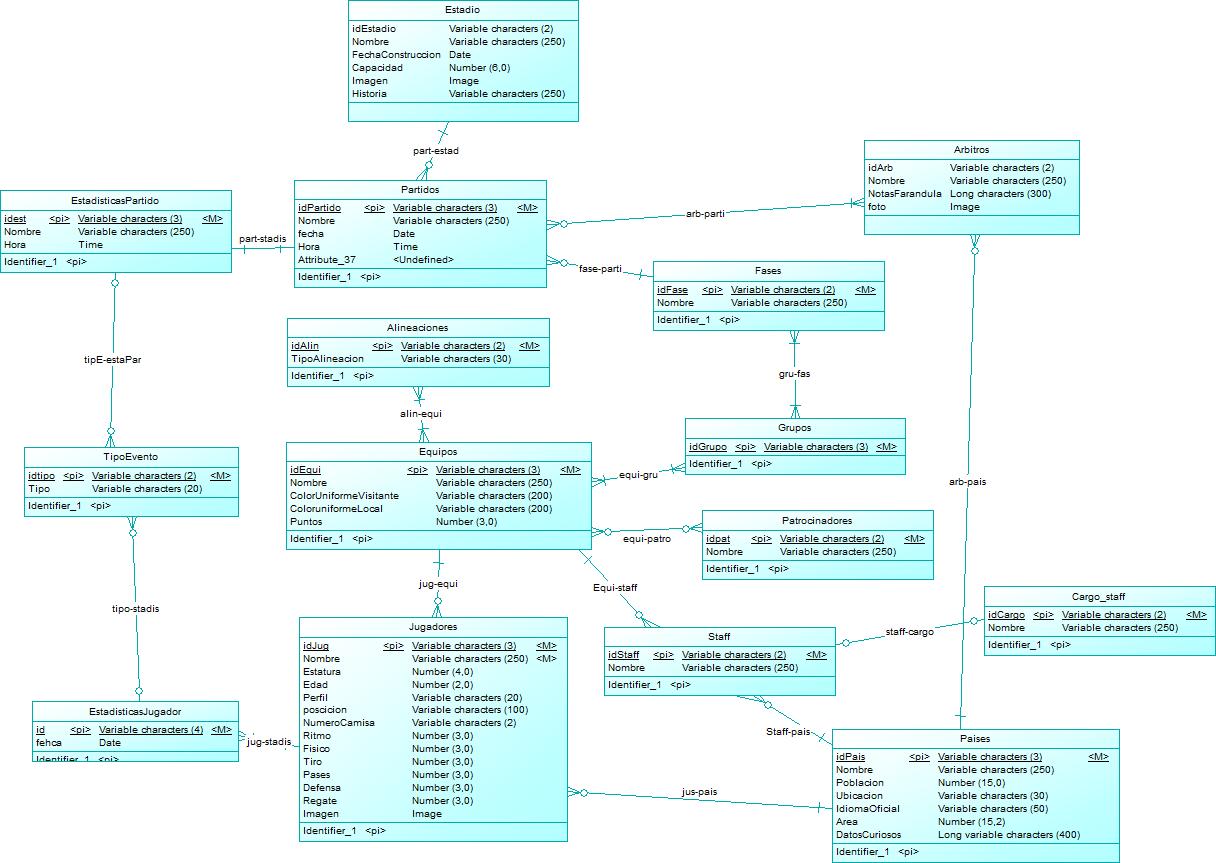 Estadio
idEstadio Variable characters (2)
Nombre Variable characters (250)
FechaConstruccion Date
Capacidad Number (6,0)
Imagen Image
Historia Variable characters (250)
part-estad
Arbitros
idArb Variable characters (2)
Nombre Variable characters (250)
NotasFarandula Long characters (300)
foto Image
EstadisticasPartido
idest <pi> Variable characters (3) <M>
Nombre Variable characters (250)
Hora Time
Identifier_1 <pi>
part-stadis
Partidos
idPartido <pi> Variable characters (3) <M>
Nombre Variable characters (250)
fecha Date
Hora Time
Attribute_37 <Undefined>
Identifier_1 <pi>
arb-parti
fase-parti
Fases
idFase <pi> Variable characters (2) <M>
Nombre Variable characters (250)
Identifier_1 <pi>
Alineaciones
idAlin <pi> Variable characters (2) <M>
TipoAlineacion Variable characters (30)
Identifier_1 <pi>
tipE-estaPar
gru-fas
alin-equi
Grupos
idGrupo <pi> Variable characters (3) <M>
Identifier_1 <pi>
TipoEvento
idtipo <pi> Variable characters (2) <M>
Tipo Variable characters (20)
Identifier_1 <pi>
Equipos
idEqui <pi> Variable characters (3) <M>
Nombre Variable characters (250)
ColorUniformeVisitante Variable characters (200)
ColoruniformeLocal Variable characters (200)
Puntos Number (3,0)
Identifier_1 <pi>
equi-gru
arb-pais
Patrocinadores
idpat <pi> Variable characters (2) <M>
Nombre Variable characters (250)
Identifier_1 <pi>
equi-patro
jug-equi
Equi-staff
tipo-stadis
Cargo_staff
idCargo <pi> Variable characters (2) <M>
Nombre Variable characters (250)
Identifier_1 <pi>
staff-cargo
Staff
idStaff <pi> Variable characters (2) <M>
Nombre Variable characters (250)
Identifier_1 <pi>
Jugadores
idJug <pi> Variable characters (3) <M>
Nombre Variable characters (250) <M>
Estatura Number (4,0)
Edad Number (2,0)
Perfil Variable characters (20)
poscicion Variable characters (100)
NumeroCamisa Variable characters (2)
Ritmo Number (3,0)
Fisico Number (3,0)
Tiro Number (3,0)
Pases Number (3,0)
Defensa Number (3,0)
Regate Number (3,0)
Imagen Image
Identifier_1 <pi>
EstadisticasJugador
id <pi> Variable characters (4) <M>
fehca Date
Identifier_1 <pi>
jug-stadis
Staff-pais
jus-pais
Paises
idPais <pi> Variable characters (3) <M>
Nombre Variable characters (250)
Poblacion Number (15,0)
Ubicacion Variable characters (30)
IdiomaOficial Variable characters (50)
Area Number (15,2)
DatosCuriosos Long variable characters (400)
Identifier_1 <pi>